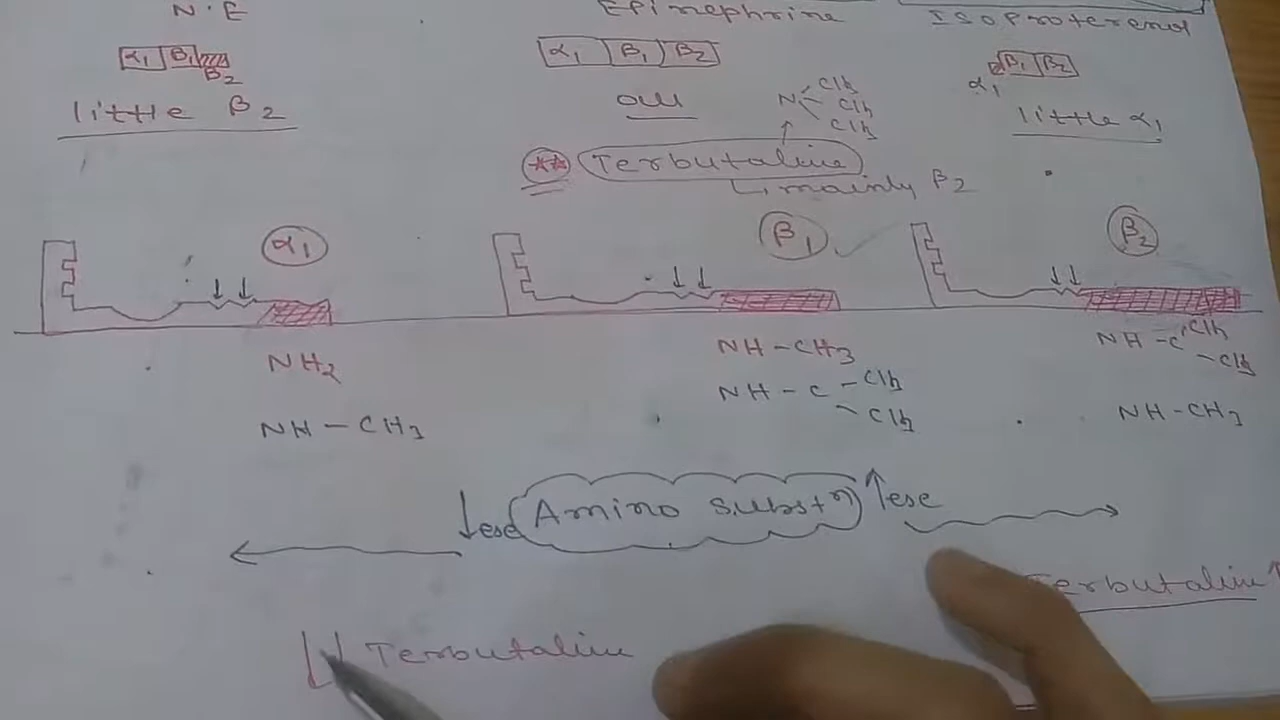 N·E
Epinephrine
Isoproterenol
α1 β1 β2
α1 β1 β2
α1 β1 β2
little β2
all
little α1
N CH3
CH3
CH3
** Terbutaline
mainly β2
α1
β1
β2
NH2
NH-CH3
NH-C CH3
CH3
NH-CH3
NH-C-CH3
CH3
NH-CH3
↓ese Amino substn ↑ese
Terbutaline ↑
Terbutaline